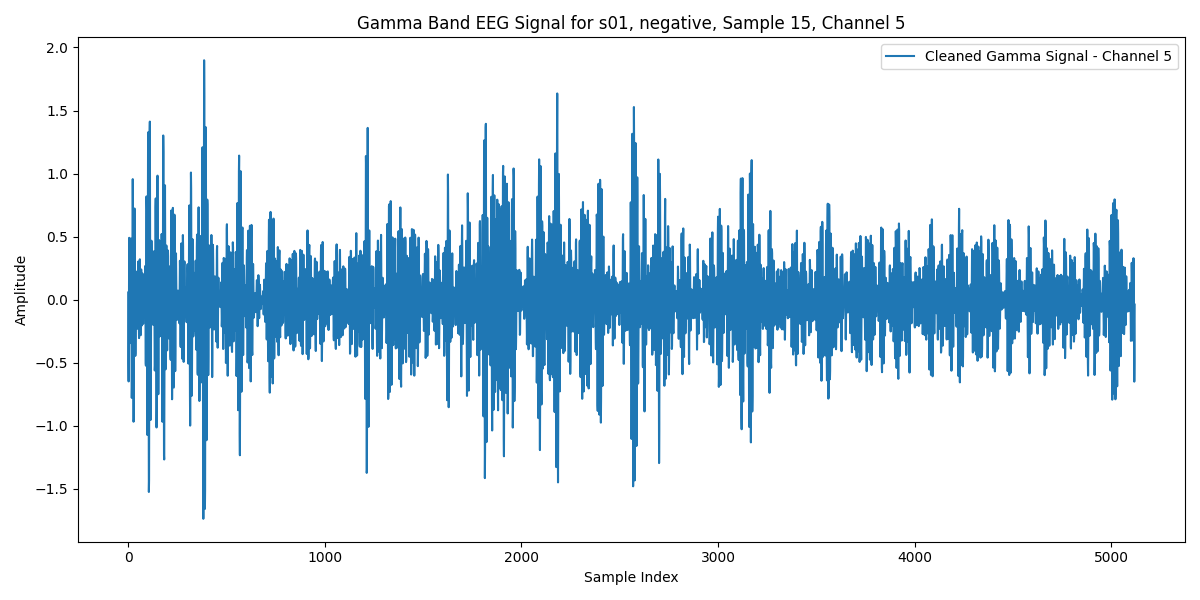 Gamma Band EEG Signal for s01, negative, Sample 15, Channel 5
Cleaned Gamma Signal - Channel 5
2.0
1.5
1.0
0.5
0.0
−0.5
−1.0
−1.5
Amplitude
0 1000 2000 3000 4000 5000
Sample Index